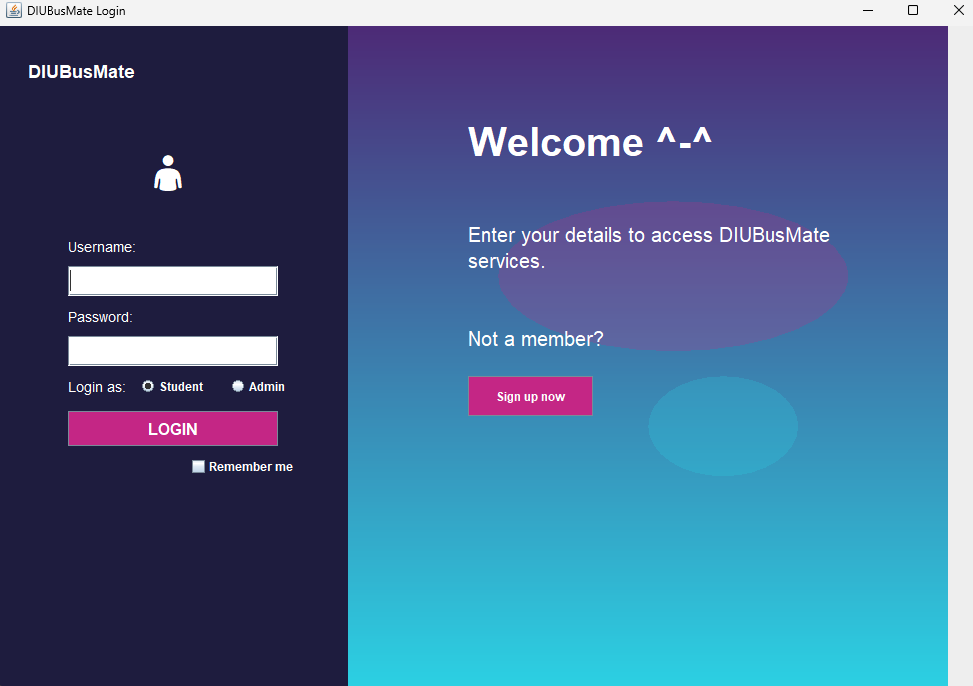 DIUBusMate Login
DIUBusMate
Username:
Password:
Login as: Student Admin
LOGIN
Remember me
Welcome ^-^
Enter your details to access DIUBusMate
services.
Not a member?
Sign up now